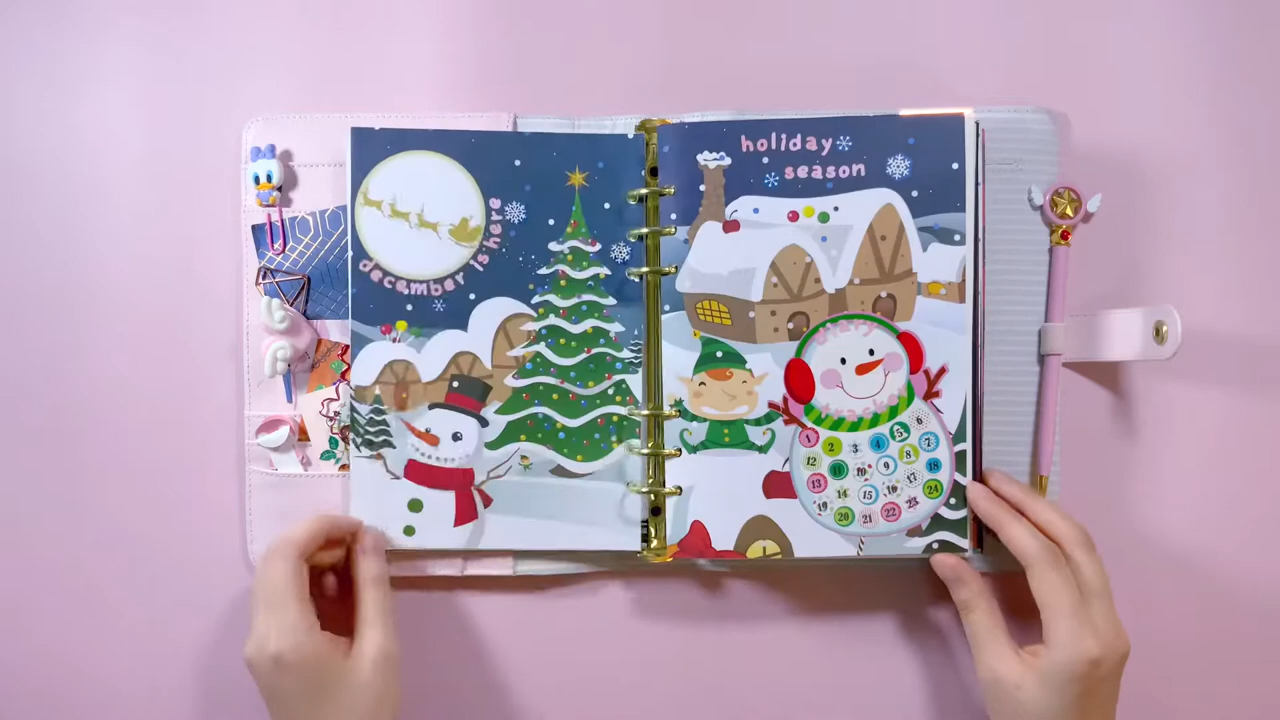 december is here
holiday
season
diary
tracker
1 2 3 4 5 6
12 11 10 9 8 7
13 14 15 16 17 18
19 20 21 22 23 24